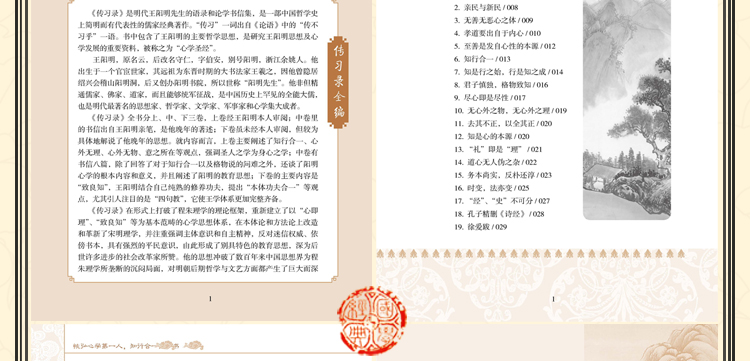 《传习录》是明代王阳明先生的语录和论学书信集，是一部中国哲学史
上简明而有代表性的儒家经典著作。“传习”一词出自《论语》中的“传不
习乎”一语。书中包含了王阳明的主要哲学思想，是研究王阳明思想及心
学发展的重要资料，被称作为“心学圣经”。
王阳明，原名云，后改名守仁，字伯安，别号阳明，浙江余姚人。他
出生于一个官宦世家，其远祖为东晋时期的大书法家王羲之，因他曾隐居
绍兴会稽山阳明洞，后又创办阳明书院，所以世称“阳明先生”。他非但精
通儒家、佛家、道家，而且能够统军征战，是中国历史上罕见的全能大儒，
也是明代最著名的思想家、哲学家、文学家、军事家和心学集大成者。
《传习录》全书分上、中、下三卷，上卷经王阳明本人审阅；中卷里
的书信出自王阳明亲笔，是他晚年的著述；下卷虽未经本人审阅，但较为
具体地解说了他晚年的思想。就内容而言，上卷主要阐述了知行合一、心
外无理、心外无物、意之所在等观点，强调圣人之学为身心之学；中卷有
书信八篇，除了回答了对于知行合一以及格物说的问难之外，还谈了阳明
心学的根本内容和意义，并且阐述了阳明的教育思想；下卷的主要内容是
“致良知”，王阳明结合自己纯熟的修养功夫，提出“本体功夫合一”等观
点，尤其引人注目的是“四句教”，它使王学体系更加完整齐备。
《传习录》在形式上打破了程朱理学的理论框架，重新建立了以“心即
理”、“致良知”等为基本范畴的心学思想体系，在本体论和方法论上改造
和革新了宋明理学，并注重强调主体意识和自主精神，反对迷信权威、依
傍书本，具有强烈的平民意识，由此形成了别具特色的教育思想，深为后
世许多进步的社会改革家所赞。他的思想冲破了数百年来中国思想界为程
朱理学所垄断的沉闷局面，对明朝后期哲学与文艺方面都产生了巨大而深
I
传习录全编
2. 亲民与新民 / 008
3. 无善无恶心之体 / 009
4. 孝道要出自于内心 / 010
5. 至善是发自心性的本源 / 012
6. 知行合一 / 013
7. 知是行之始，行是知之成 / 014
8. 君子慎独，格物致知 / 016
9. 尽心即是尽性 / 017
10. 无心外之物，无心外之理 / 019
11. 去其不正，以全其正 / 020
12. 知是心的本源 / 020
13. “礼”即是“理” / 021
14. 道心无人伪之杂 / 022
15. 务本尚实，反朴还淳 / 023
16. 时变，法亦变 / 025
17. “经”、“史”不可分 / 027
18. 孔子精删《诗经》 / 028
19. 徐爱跋 / 029
I